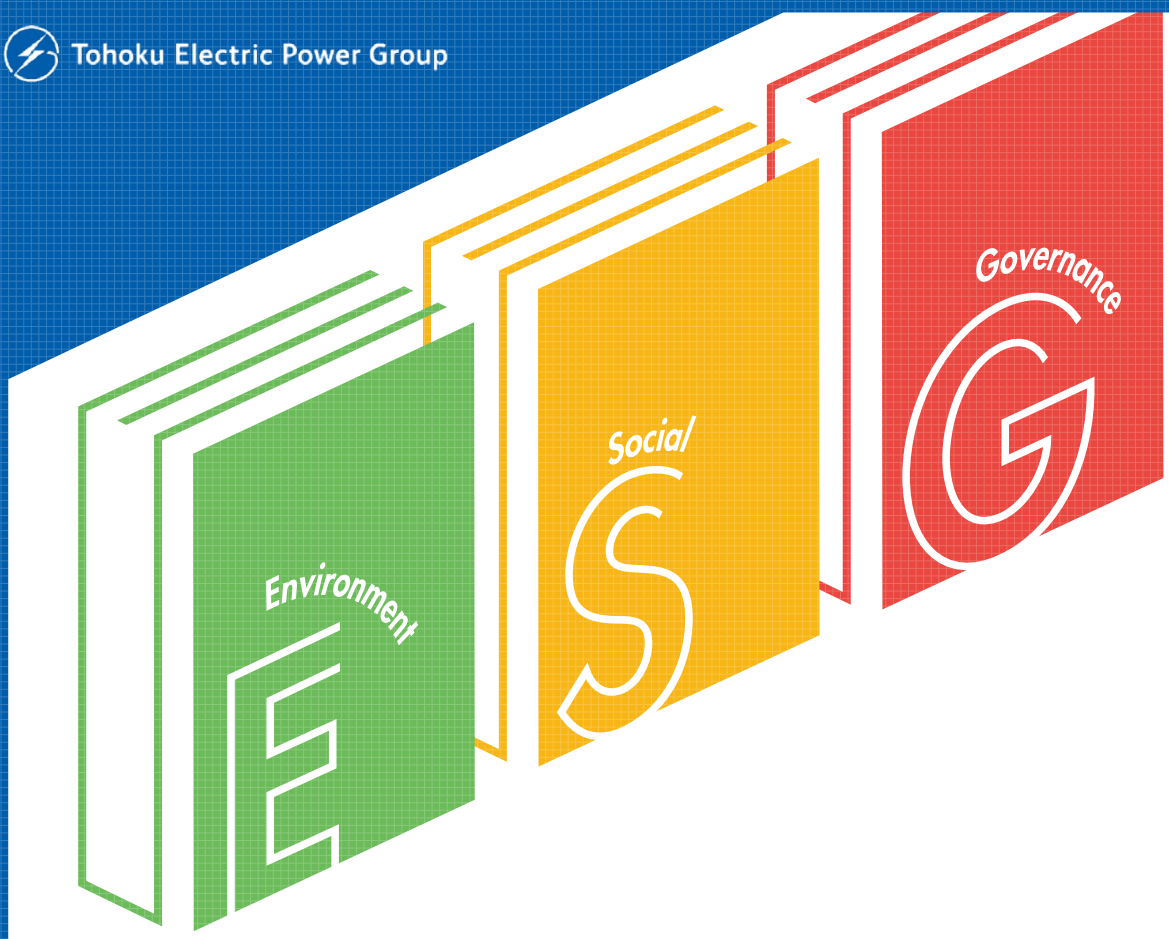 Tohoku Electric Power Group
Environment
E
Social
S
Governance
G